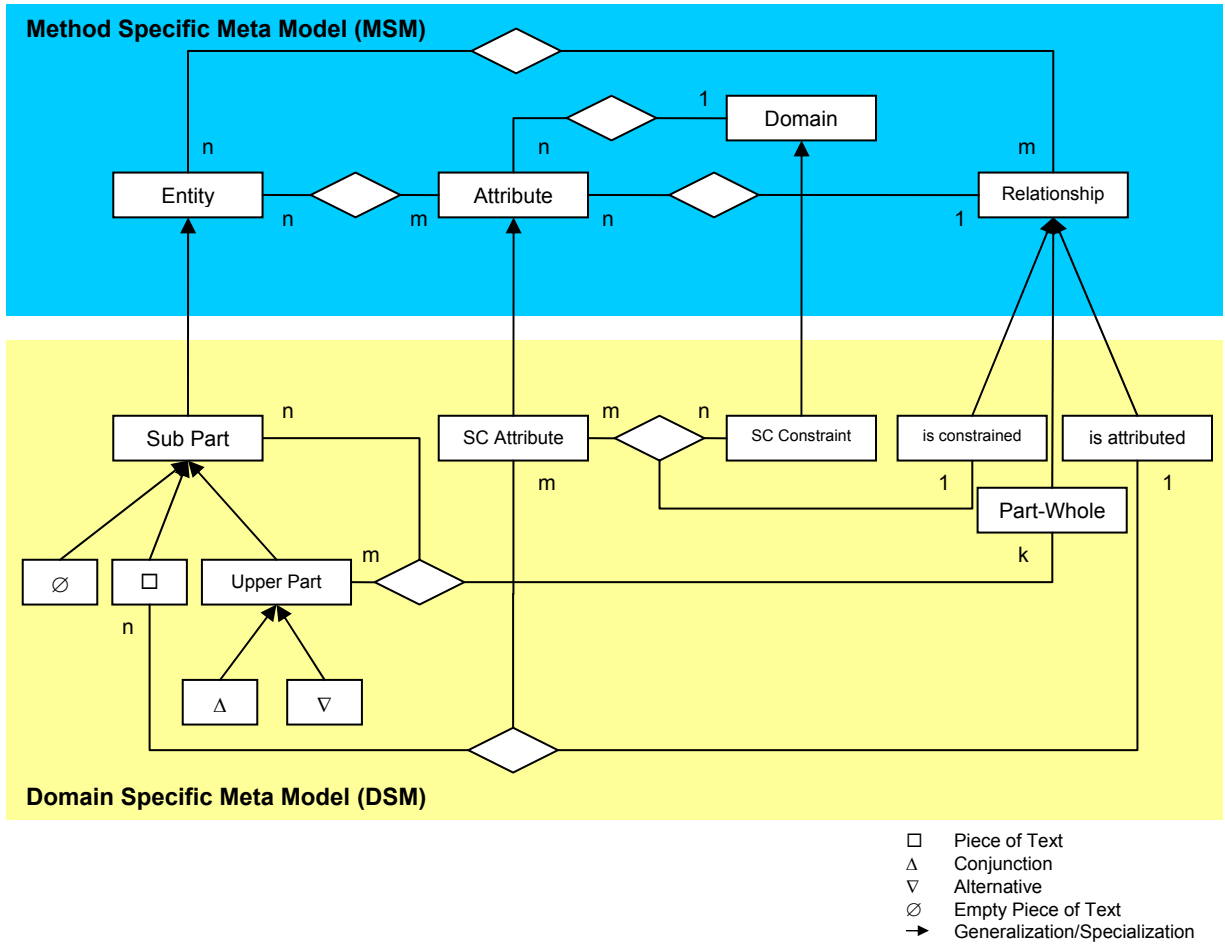 Method Specific Meta Model (MSM)
1
Domain
n
n
m
Entity
Attribute
Relationship
n
m
n
1
n
m
n
Sub Part
SC Attribute
SC Constraint
is constrained
is attributed
m
1
1
Part-Whole
m
k
∅
□
Upper Part
n
Δ
∇
Domain Specific Meta Model (DSM)
□ Piece of Text
Δ Conjunction
∇ Alternative
∅ Empty Piece of Text
→ Generalization/Specialization